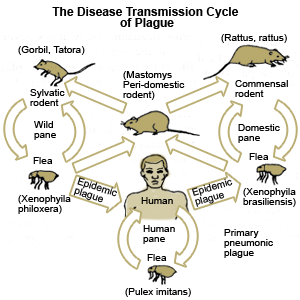 The Disease Transmission Cycle
of Plague
(Gorbil, Tatora)
(Rattus, rattus)
(Mastomys
Peri-domestic
rodent)
Sylvatic
rodent
Commensal
rodent
Wild
pane
Domestic
pane
Flea
Flea
(Xenophyila
philoxera)
Epidemic
plague
Human
Epidemic
plague
(Xenophyila
brasiliensis)
Human
pane
Primary
pneumonic
plague
Flea
(Pulex imitans)